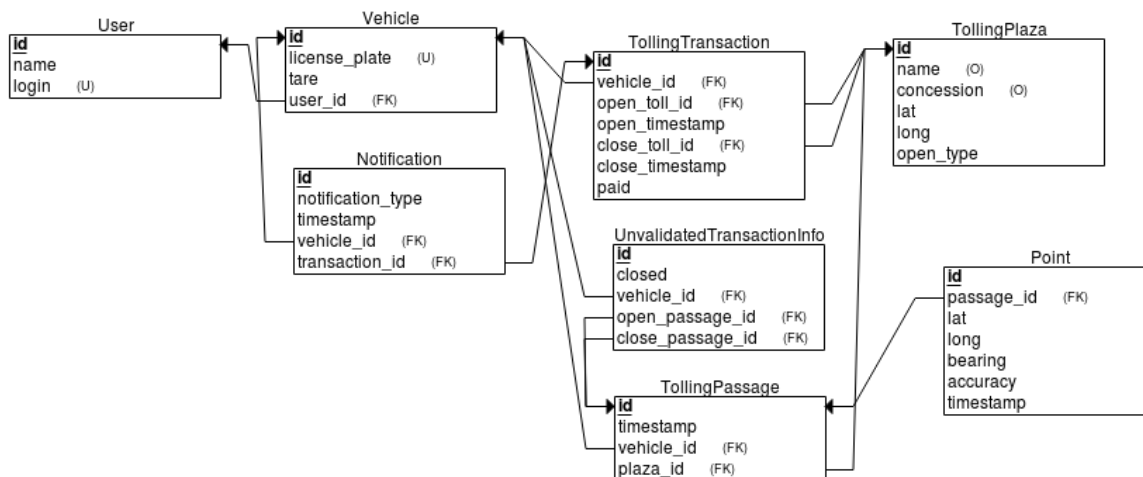 User
id
name
login (U)
Vehicle
id
license_plate (U)
tare
user_id (FK)
Notification
id
notification_type
timestamp
vehicle_id (FK)
transaction_id (FK)
TollingTransaction
id
vehicle_id (FK)
open_toll_id (FK)
open_timestamp
close_toll_id (FK)
close_timestamp
paid
TollingPlaza
id
name (O)
concession (O)
lat
long
open_type
UnvalidatedTransactionInfo
id
closed
vehicle_id (FK)
open_passage_id (FK)
close_passage_id (FK)
Point
id
passage_id (FK)
lat
long
bearing
accuracy
timestamp
TollingPassage
id
timestamp
vehicle_id (FK)
plaza_id (FK)